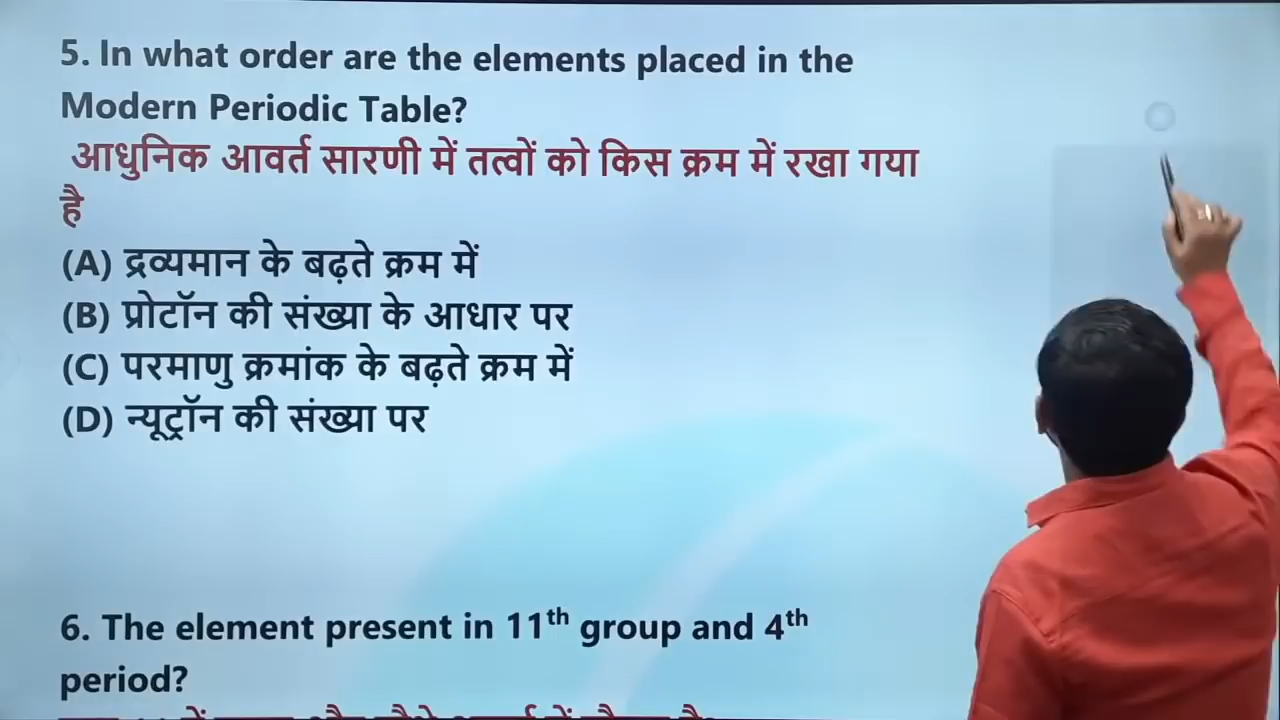 5. In what order are the elements placed in the
Modern Periodic Table?
आधुनिक आवर्त सारणी में तत्वों को किस क्रम में रखा गया
है
(A) द्रव्यमान के बढ़ते क्रम में
(B) प्रोटॉन की संख्या के आधार पर
(C) परमाणु क्रमांक के बढ़ते क्रम में
(D) न्यूट्रॉन की संख्या पर
6. The element present in 11th group and 4th
period?